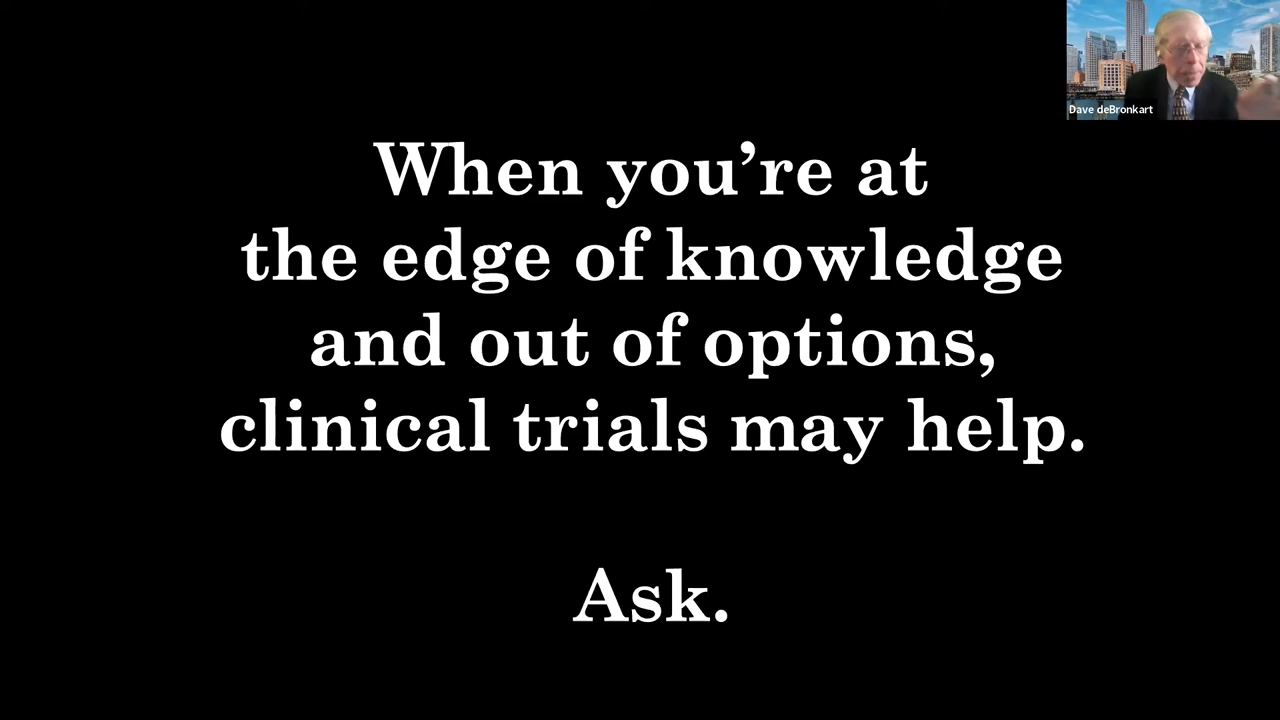 Dave deBronkart
When you’re at
the edge of knowledge
and out of options,
clinical trials may help.
Ask.